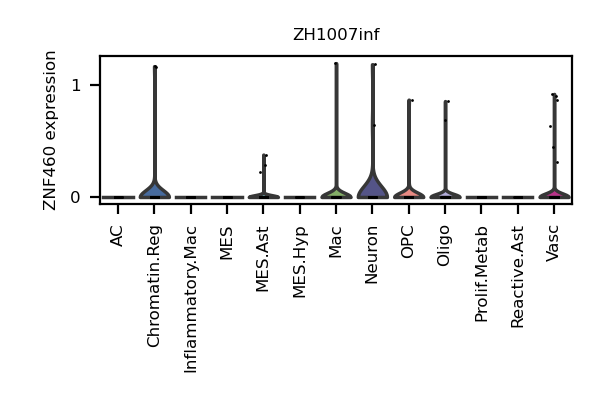 ZH1007inf
ZNF460 expression
1
0
AC
Chromatin.Reg
Inflammatory.Mac
MES
MES.Ast
MES.Hyp
Mac
Neuron
OPC
Oligo
Prolif.Metab
Reactive.Ast
Vasc